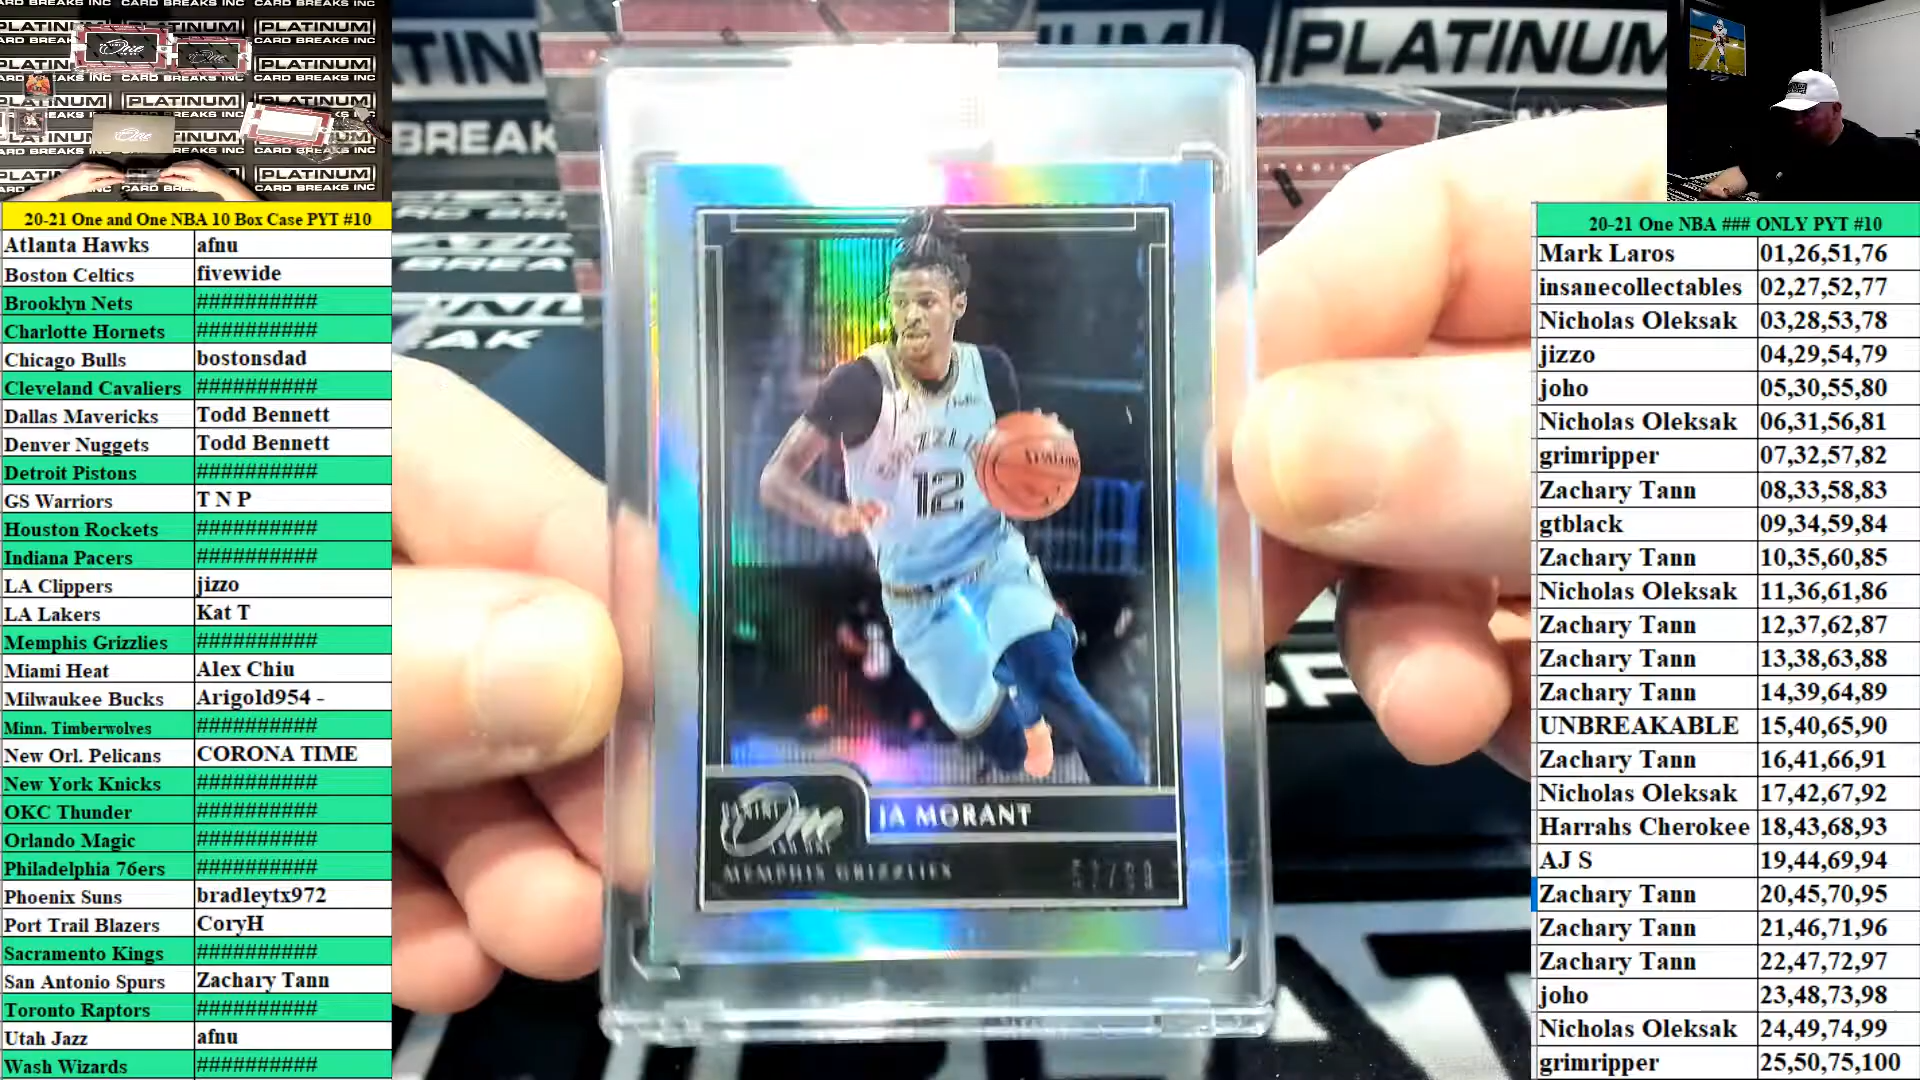 PLATINUM
PLATINUM
CARD BREAKS INC
20-21 One and One NBA 10 Box Case PYT #10
Atlanta Hawks afnu
Boston Celtics fivewide
Brooklyn Nets ##########
Charlotte Hornets ##########
Chicago Bulls bostonsdad
Cleveland Cavaliers ##########
Dallas Mavericks Todd Bennett
Denver Nuggets Todd Bennett
Detroit Pistons ##########
GS Warriors T N P
Houston Rockets ##########
Indiana Pacers ##########
LA Clippers jizzo
LA Lakers Kat T
Memphis Grizzlies ##########
Miami Heat Alex Chiu
Milwaukee Bucks Arigold954 -
Minn. Timberwolves ##########
New Orl. Pelicans CORONA TIME
New York Knicks ##########
OKC Thunder ##########
Orlando Magic ##########
Philadelphia 76ers ##########
Phoenix Suns bradleytx972
Port Trail Blazers CoryH
Sacramento Kings ##########
San Antonio Spurs Zachary Tann
Toronto Raptors ##########
Utah Jazz afnu
Wash Wizards ##########
12
PANINI
One
AND ONE
JA MORANT
MEMPHIS GRIZZLIES
20-21 One NBA ### ONLY PYT #10
Mark Laros 01,26,51,76
insanecollectables 02,27,52,77
Nicholas Oleksak 03,28,53,78
jizzo 04,29,54,79
joho 05,30,55,80
Nicholas Oleksak 06,31,56,81
grimripper 07,32,57,82
Zachary Tann 08,33,58,83
gtblack 09,34,59,84
Zachary Tann 10,35,60,85
Nicholas Oleksak 11,36,61,86
Zachary Tann 12,37,62,87
Zachary Tann 13,38,63,88
Zachary Tann 14,39,64,89
UNBREAKABLE 15,40,65,90
Zachary Tann 16,41,66,91
Nicholas Oleksak 17,42,67,92
Harrahs Cherokee 18,43,68,93
AJ S 19,44,69,94
Zachary Tann 20,45,70,95
Zachary Tann 21,46,71,96
Zachary Tann 22,47,72,97
joho 23,48,73,98
Nicholas Oleksak 24,49,74,99
grimripper 25,50,75,100